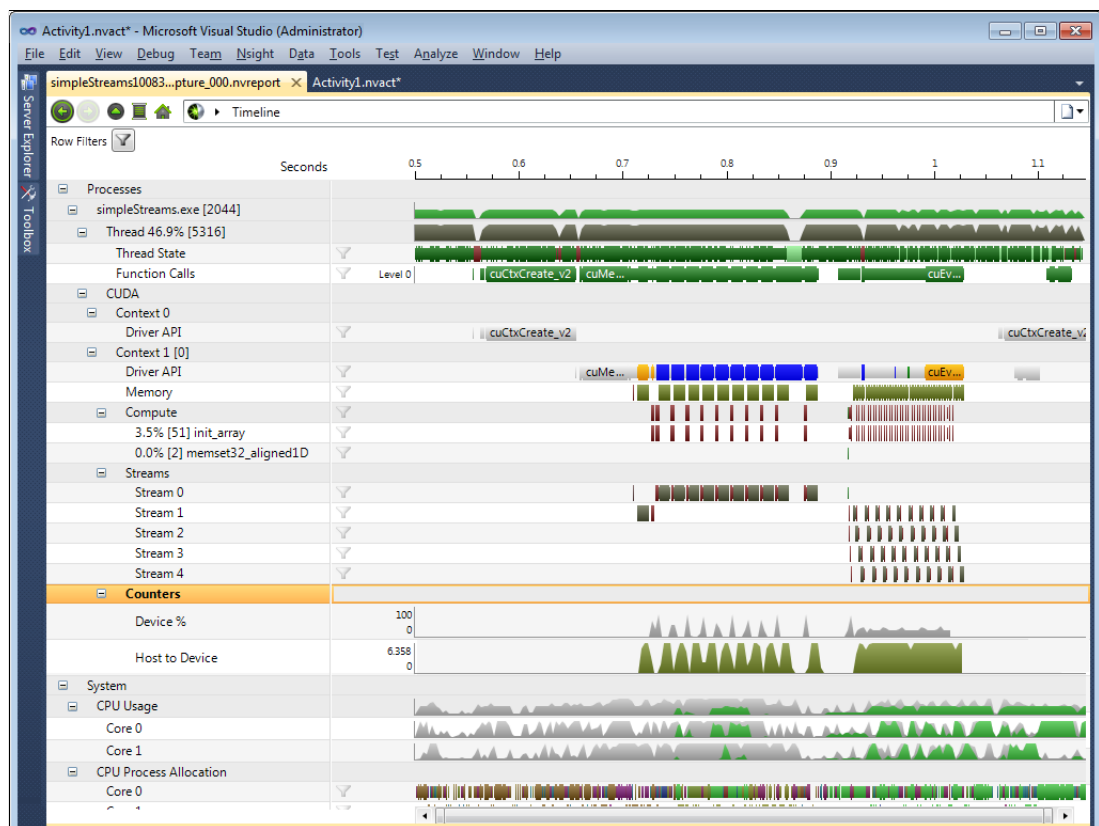 Activity1.nvact* - Microsoft Visual Studio (Administrator)
File Edit View Debug Team Nsight Data Tools Test Analyze Window Help
simpleStreams10083...pture_000.nvreport Activity1.nvact*
Server Explorer
Toolbox
Timeline
Row Filters
Seconds 0.5 0.6 0.7 0.8 0.9 1 1.1
Processes
simpleStreams.exe [2044]
Thread 46.9% [5316]
Thread State
Function Calls Level 0 cuCtxCreate_v2 cuMe... cuEv...
CUDA
Context 0
Driver API cuCtxCreate_v2 cuCtxCreate_v2
Context 1 [0]
Driver API cuMe... cuEv...
Memory
Compute
3.5% [51] init_array
0.0% [2] memset32_aligned1D
Streams
Stream 0
Stream 1
Stream 2
Stream 3
Stream 4
Counters
Device % 100
0
Host to Device 6.358
0
System
CPU Usage
Core 0
Core 1
CPU Process Allocation
Core 0